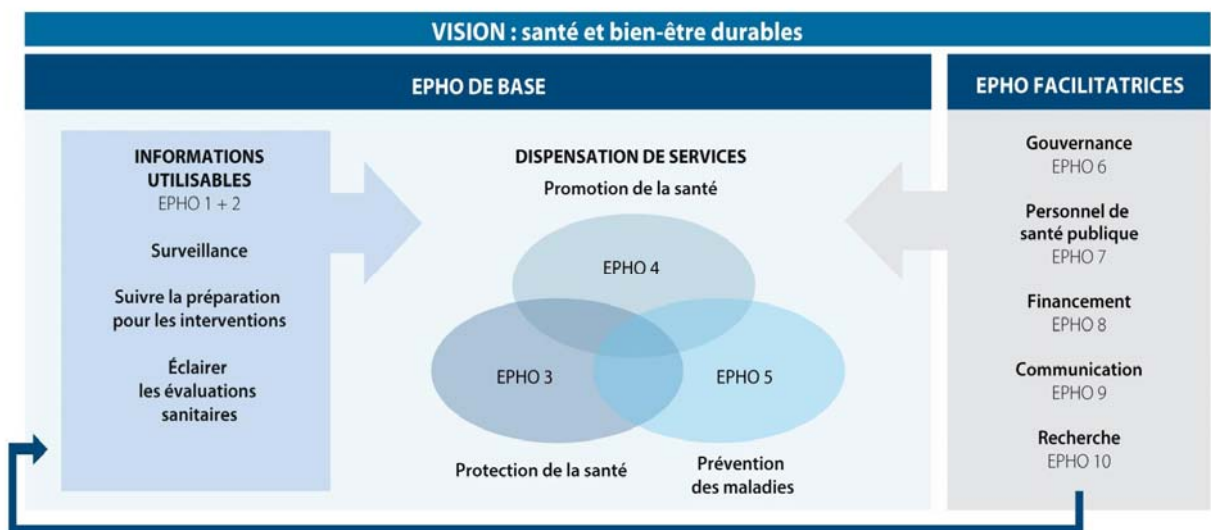 VISION : santé et bien-être durables
EPHO DE BASE
INFORMATIONS
UTILISABLES
EPHO 1 + 2
Surveillance
Suivre la préparation
pour les interventions
Éclairer
les évaluations
sanitaires
DISPENSATION DE SERVICES
Promotion de la santé
EPHO 4
EPHO 3
EPHO 5
Protection de la santé
Prévention
des maladies
EPHO FACILITATRICES
Gouvernance
EPHO 6
Personnel de
santé publique
EPHO 7
Financement
EPHO 8
Communication
EPHO 9
Recherche
EPHO 10